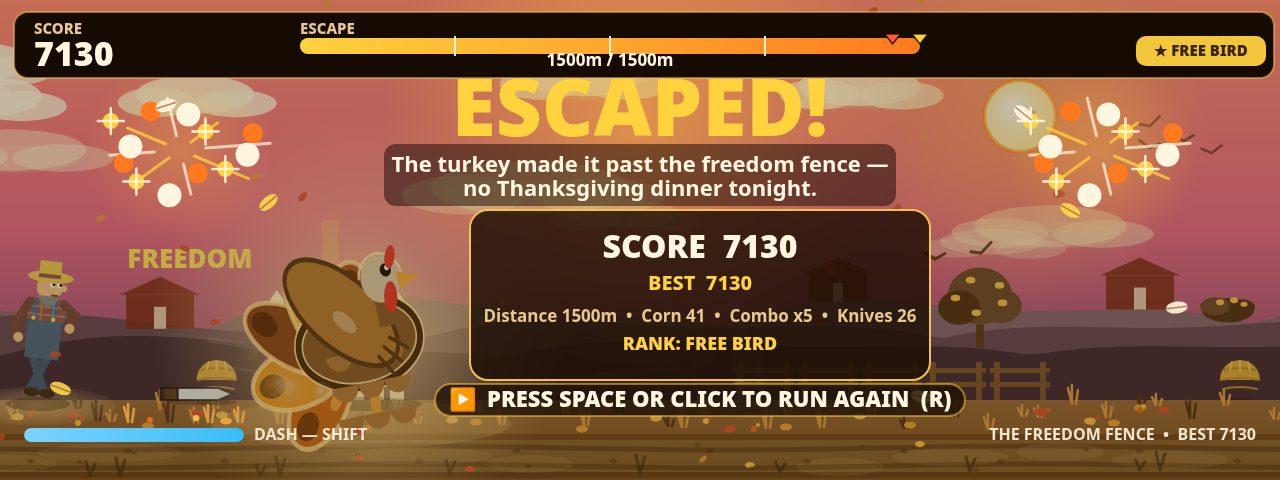 SCORE
7130
ESCAPE
1500m / 1500m
★ FREE BIRD
ESCAPED!
The turkey made it past the freedom fence —
no Thanksgiving dinner tonight.
FREEDOM
SCORE 7130
BEST 7130
Distance 1500m • Corn 41 • Combo x5 • Knives 26
RANK: FREE BIRD
▶️ PRESS SPACE OR CLICK TO RUN AGAIN (R)
DASH — SHIFT
THE FREEDOM FENCE • BEST 7130